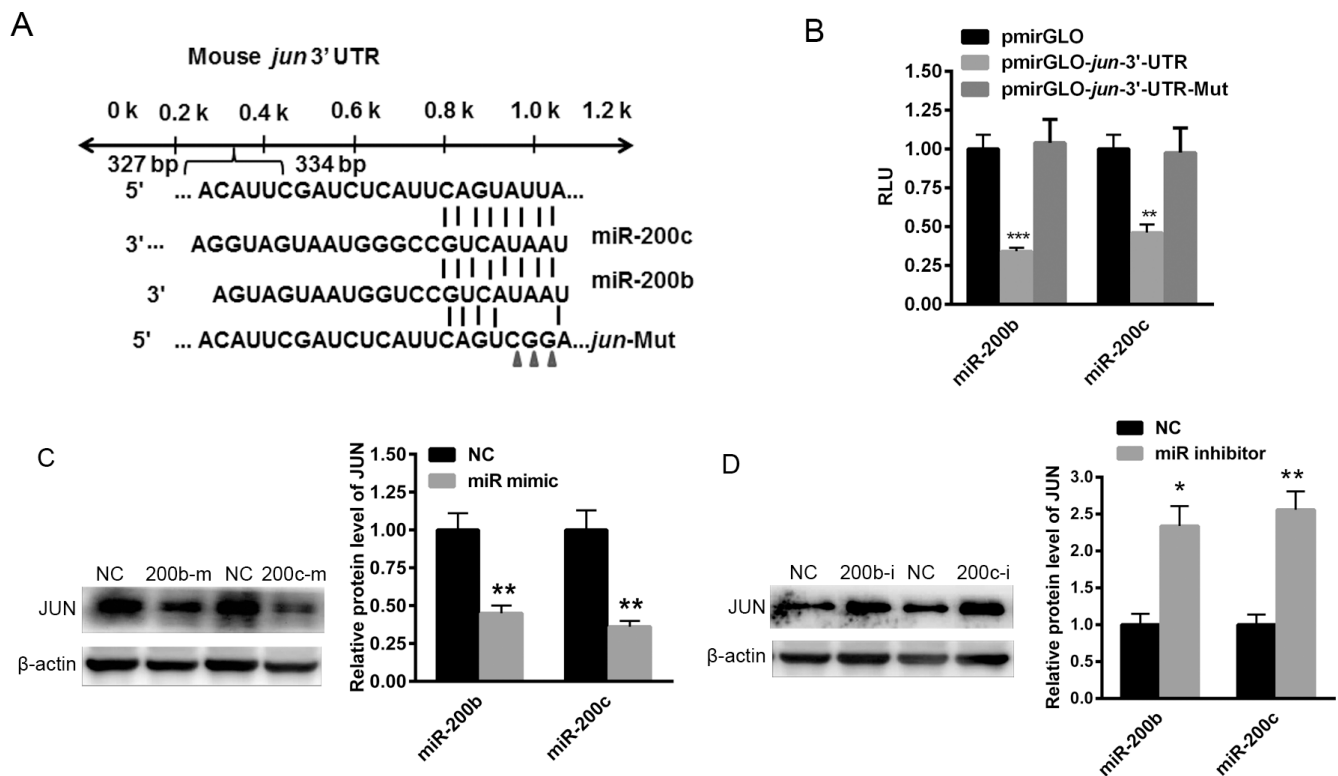 A
Mouse jun 3' UTR
0 k 0.2 k 0.4 k 0.6 k 0.8 k 1.0 k 1.2 k
327 bp 334 bp
5' ... ACAUUCGAUCUCAUUCAGUAUUA...
3'... AGGUAGUAAUGGGCCGUCAUAAU miR-200c
3' AGUAGUAAUGGUCCGUCAUAAU miR-200b
5' ... ACAUUCGAUCUCAUUCAGUCGGA...jun-Mut
B
pmirGLO
pmirGLO-jun-3'-UTR
pmirGLO-jun-3'-UTR-Mut
RLU
1.50
1.25
1.00
0.75
0.50
0.25
0.00
***
**
miR-200b
miR-200c
C
NC 200b-m NC 200c-m
JUN
β-actin
Relative protein level of JUN
NC
miR mimic
1.50
1.25
1.00
0.75
0.50
0.25
0.00
**
**
miR-200b
miR-200c
D
NC 200b-i NC 200c-i
JUN
β-actin
Relative protein level of JUN
NC
miR inhibitor
3.0
2.5
2.0
1.5
1.0
0.5
0.0
*
**
miR-200b
miR-200c